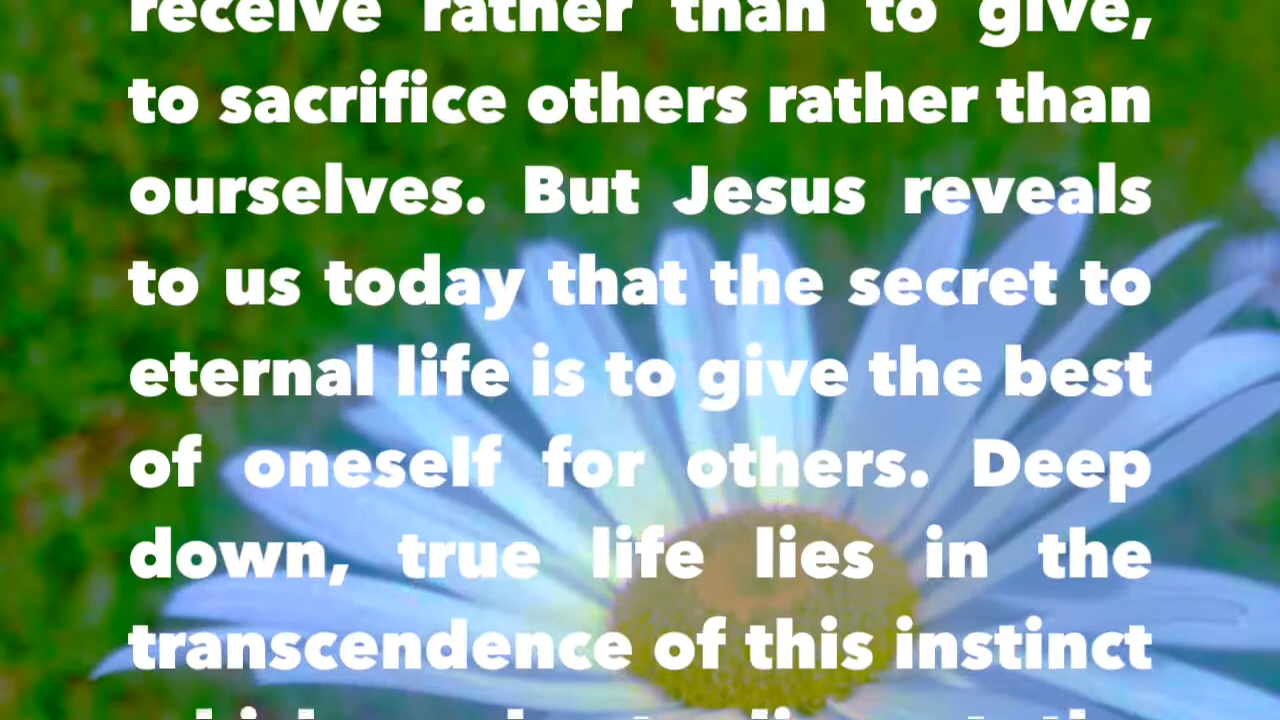 receive rather than to give,
to sacrifice others rather than
ourselves. But Jesus reveals
to us today that the secret to
eternal life is to give the best
of oneself for others. Deep
down, true life lies in the
transcendence of this instinct